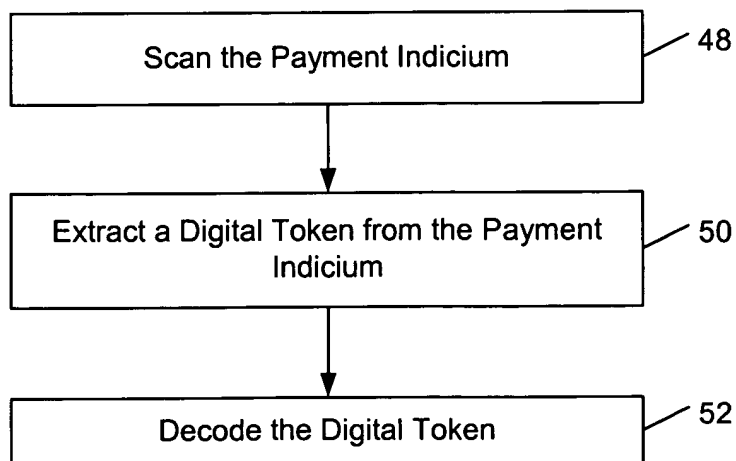 Scan the Payment Indicium
48
Extract a Digital Token from the Payment
Indicium
50
Decode the Digital Token
52